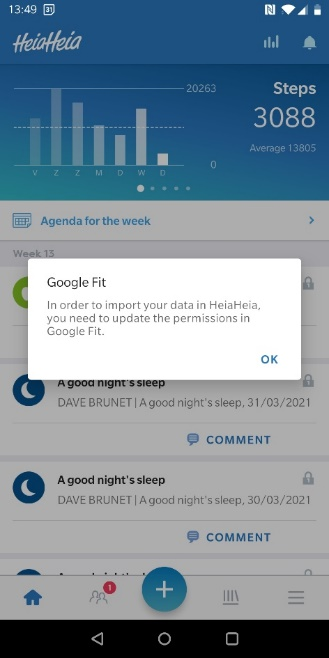 13:49 31
HeiaHeia
Steps
20263
3088
Average 13805
0
V Z Z M D W D
Agenda for the week
Week 13
Google Fit
In order to import your data in HeiaHeia,
you need to update the permissions in
Google Fit.
OK
A good night's sleep
DAVE BRUNET | A good night's sleep, 31/03/2021
COMMENT
A good night's sleep
DAVE BRUNET | A good night's sleep, 30/03/2021
COMMENT
1